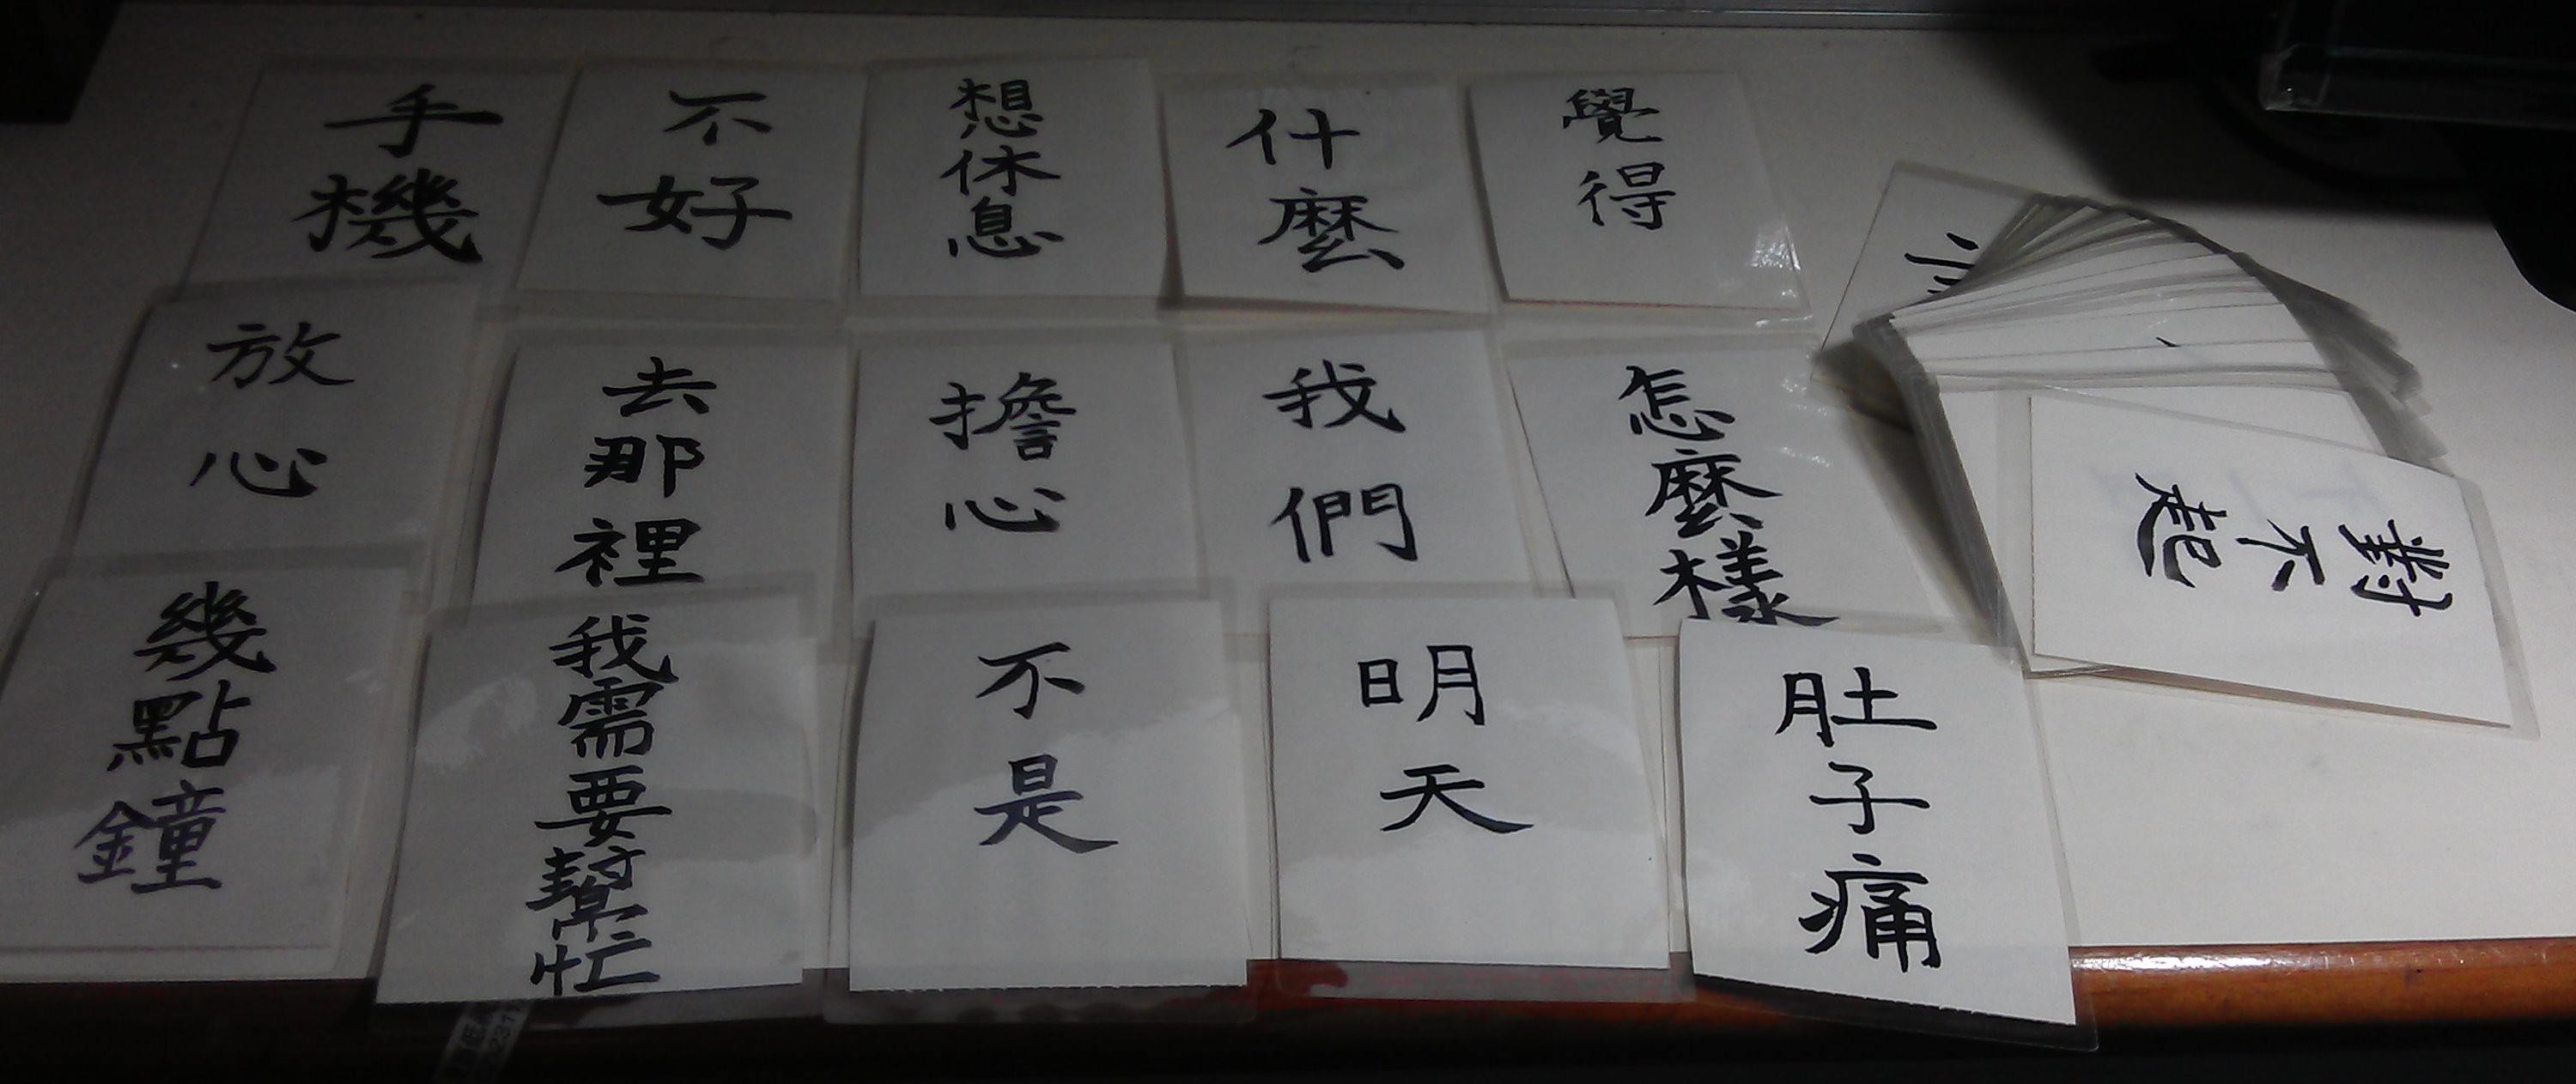 手機
不好
想休息
什麼
覺得
放心
去那裡
擔心
我們
怎麼樣
對不起
幾點鐘
我需要幫忙
不是
明天
肚子痛